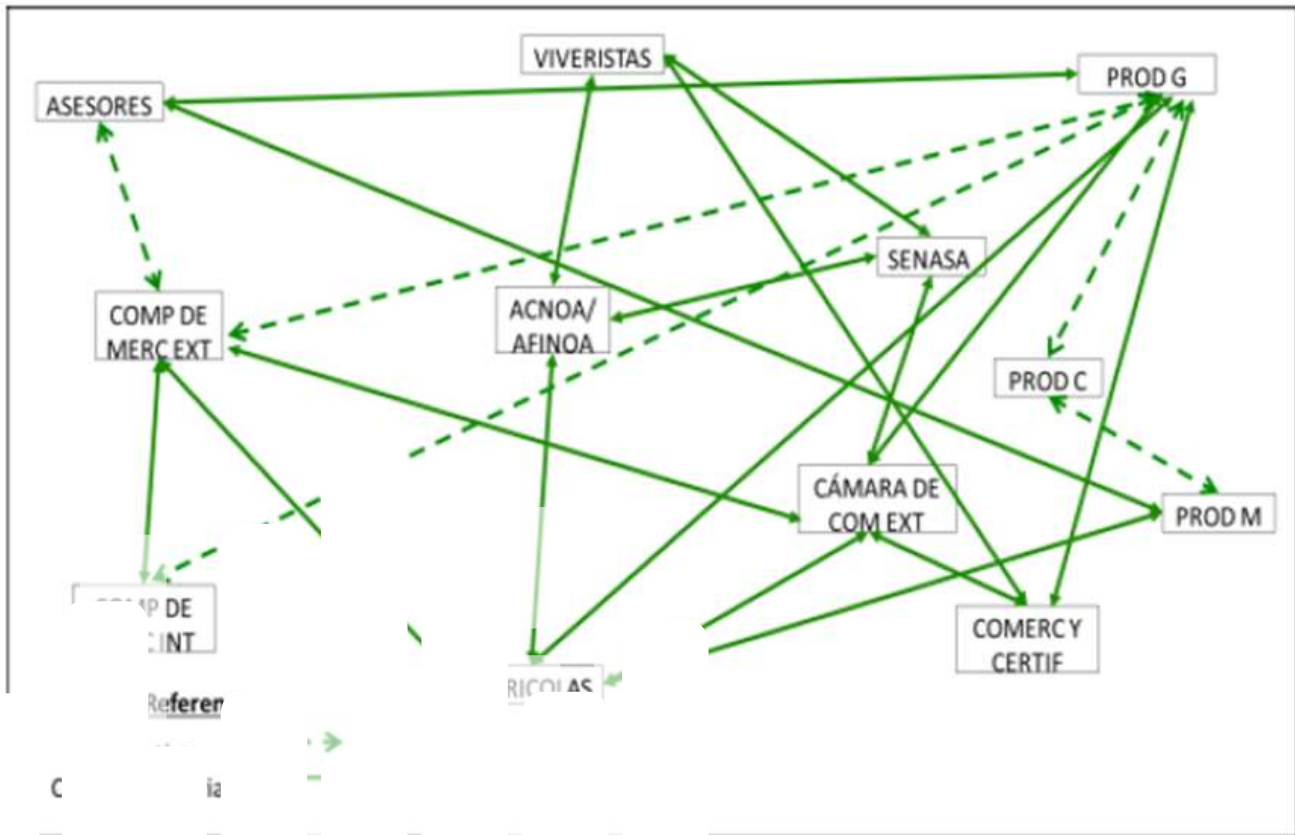 VIVERISTAS
PROD G
ASESORES
SENASA
COMP DE
MERC EXT
ACNOA/
AFINOA
PROD C
CÁMARA DE
COM EXT
PROD M
DE
INT
COMERC Y
CERTIF